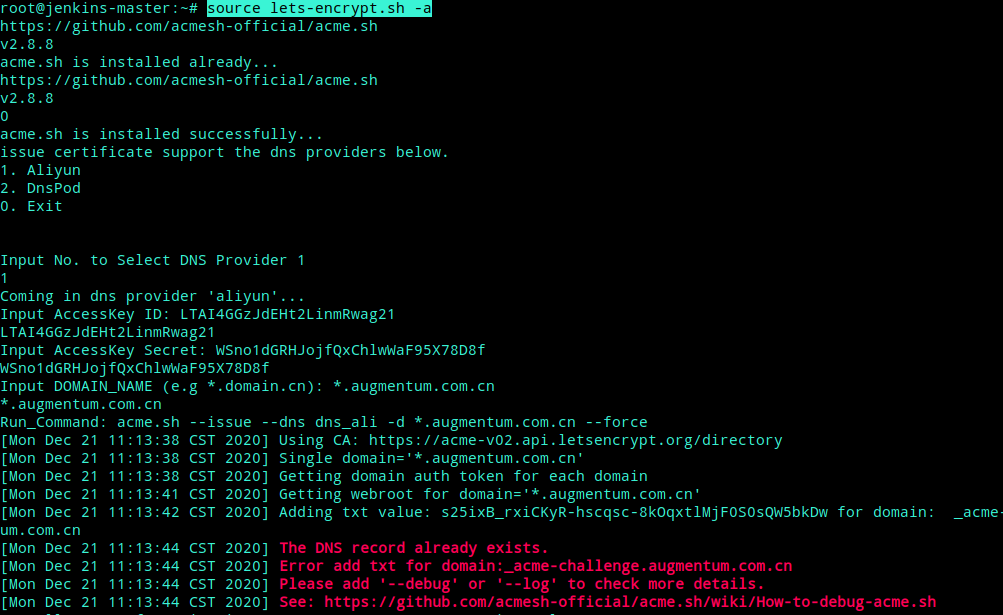 root@jenkins-master:~# source lets-encrypt.sh -a
https://github.com/acmesh-official/acme.sh
v2.8.8
acme.sh is installed already...
https://github.com/acmesh-official/acme.sh
v2.8.8
0
acme.sh is installed successfully...
issue certificate support the dns providers below.
1. Aliyun
2. DnsPod
0. Exit
Input No. to Select DNS Provider 1
1
Coming in dns provider 'aliyun'...
Input AccessKey ID: LTAI4GGzJdEHt2LinmRwag21
LTAI4GGzJdEHt2LinmRwag21
Input AccessKey Secret: WSno1dGRHJojfQxChlwWaF95X78D8f
WSno1dGRHJojfQxChlwWaF95X78D8f
Input DOMAIN_NAME (e.g *.domain.cn): *.augmentum.com.cn
*.augmentum.com.cn
Run_Command: acme.sh --issue --dns dns_ali -d *.augmentum.com.cn --force
[Mon Dec 21 11:13:38 CST 2020] Using CA: https://acme-v02.api.letsencrypt.org/directory
[Mon Dec 21 11:13:38 CST 2020] Single domain='*.augmentum.com.cn'
[Mon Dec 21 11:13:38 CST 2020] Getting domain auth token for each domain
[Mon Dec 21 11:13:41 CST 2020] Getting webroot for domain='*.augmentum.com.cn'
[Mon Dec 21 11:13:42 CST 2020] Adding txt value: s25ixB_rxiCKyR-hscqsc-8kOqxtlMjF0SOsQW5bkDw for domain:  _acme-
um.com.cn
[Mon Dec 21 11:13:44 CST 2020] The DNS record already exists.
[Mon Dec 21 11:13:44 CST 2020] Error add txt for domain:_acme-challenge.augmentum.com.cn
[Mon Dec 21 11:13:44 CST 2020] Please add '--debug' or '--log' to check more details.
[Mon Dec 21 11:13:44 CST 2020] See: https://github.com/acmesh-official/acme.sh/wiki/How-to-debug-acme.sh